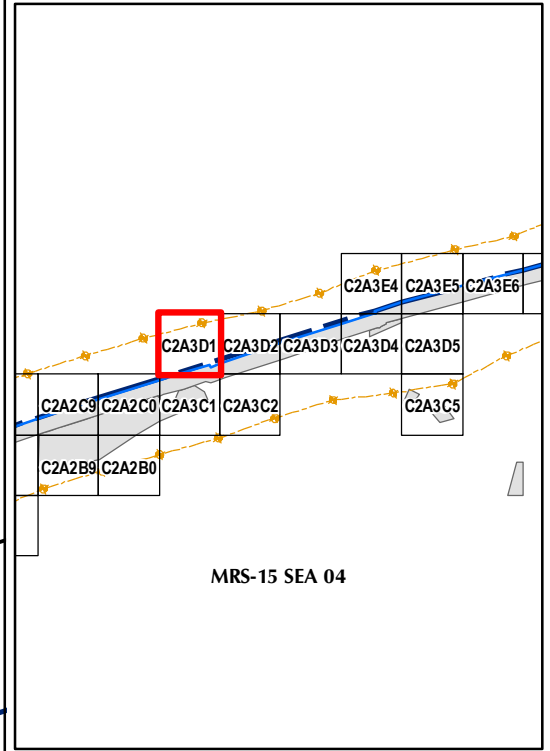 C2A3E4 C2A3E5 C2A3E6
C2A3D1 C2A3D2 C2A3D3 C2A3D4 C2A3D5
C2A2C9 C2A2C0 C2A3C1 C2A3C2 C2A3C5
C2A2B9 C2A2B0
MRS-15 SEA 04